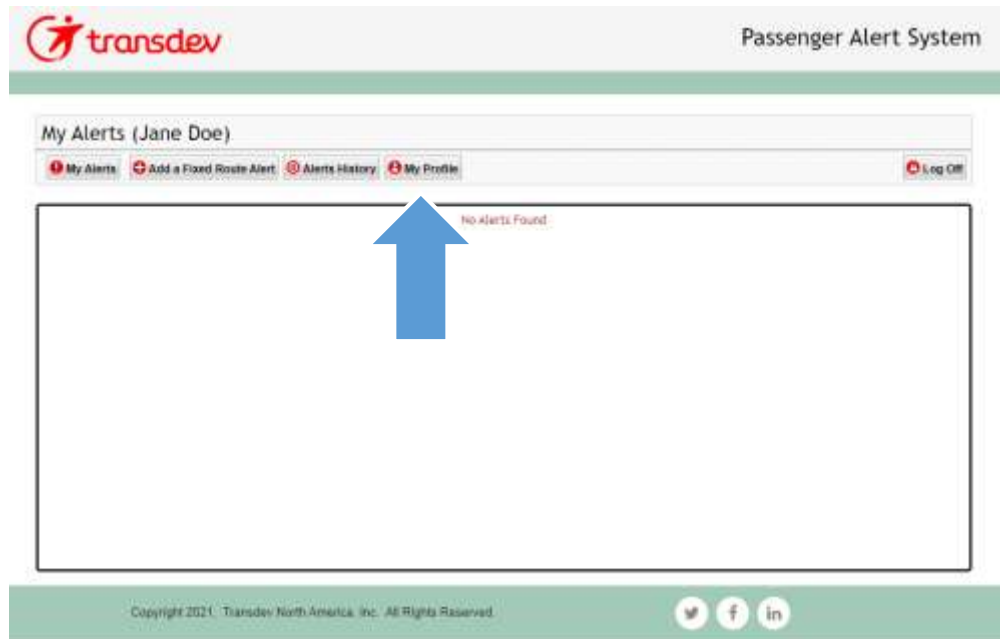 transdev
Passenger Alert System
My Alerts (Jane Doe)
My Alerts Add a Fixed Route Alert Alerts History My Profile Log Off
No Alerts Found
Copyright 2021. Transdev North America, Inc. All Rights Reserved.
f in